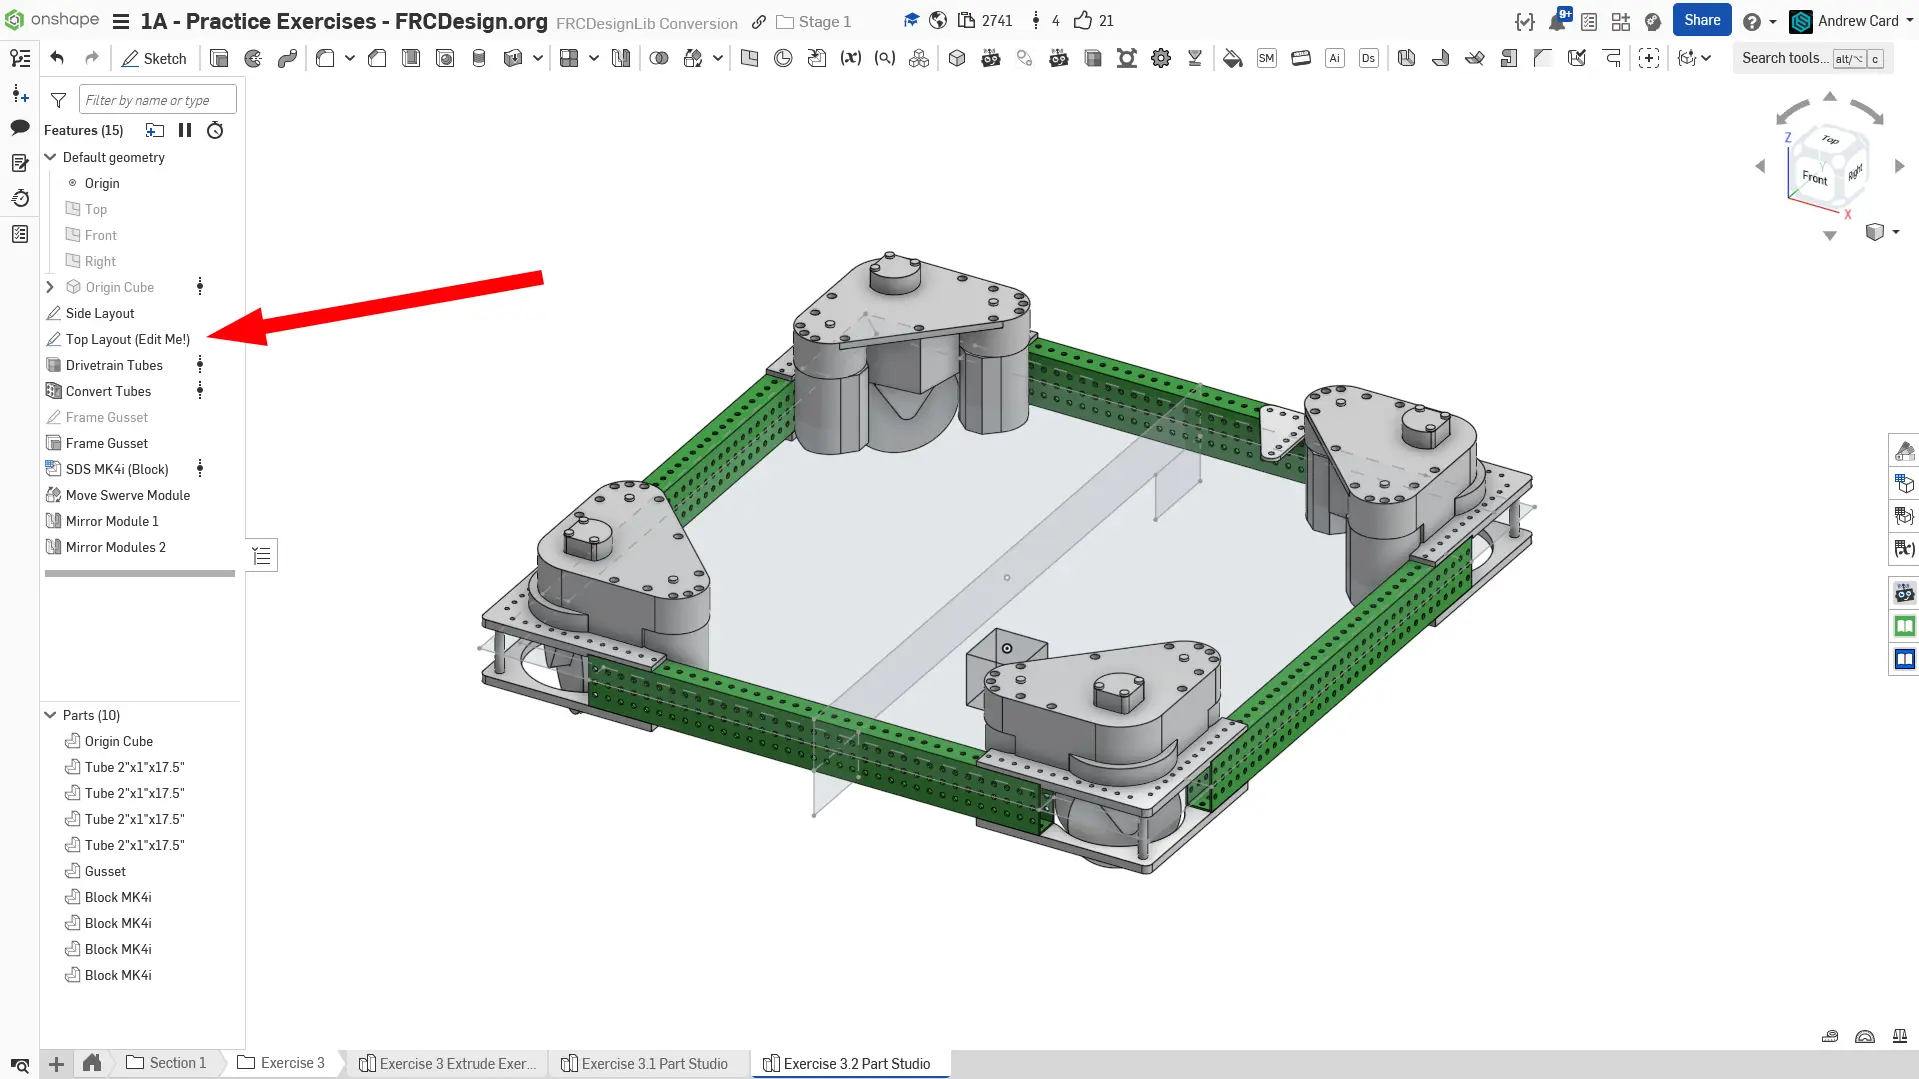 onshape 1A - Practice Exercises - FRCDesign.org FRCDesignLib Conversion Stage 1 2741 4 21 9+ Share Andrew Card
Sketch SM Ai Ds Search tools... alt/⌥ c
Filter by name or type
Features (15)
Default geometry
Origin
Top
Front
Right
Origin Cube
Side Layout
Top Layout (Edit Me!)
Drivetrain Tubes
Convert Tubes
Frame Gusset
Frame Gusset
SDS MK4i (Block)
Move Swerve Module
Mirror Module 1
Mirror Modules 2
Parts (10)
Origin Cube
Tube 2"x1"x17.5"
Tube 2"x1"x17.5"
Tube 2"x1"x17.5"
Tube 2"x1"x17.5"
Gusset
Block MK4i
Block MK4i
Block MK4i
Block MK4i
Z
Top
Y
Front
Right
X
Section 1 Exercise 3 Exercise 3 Extrude Exer... Exercise 3.1 Part Studio Exercise 3.2 Part Studio